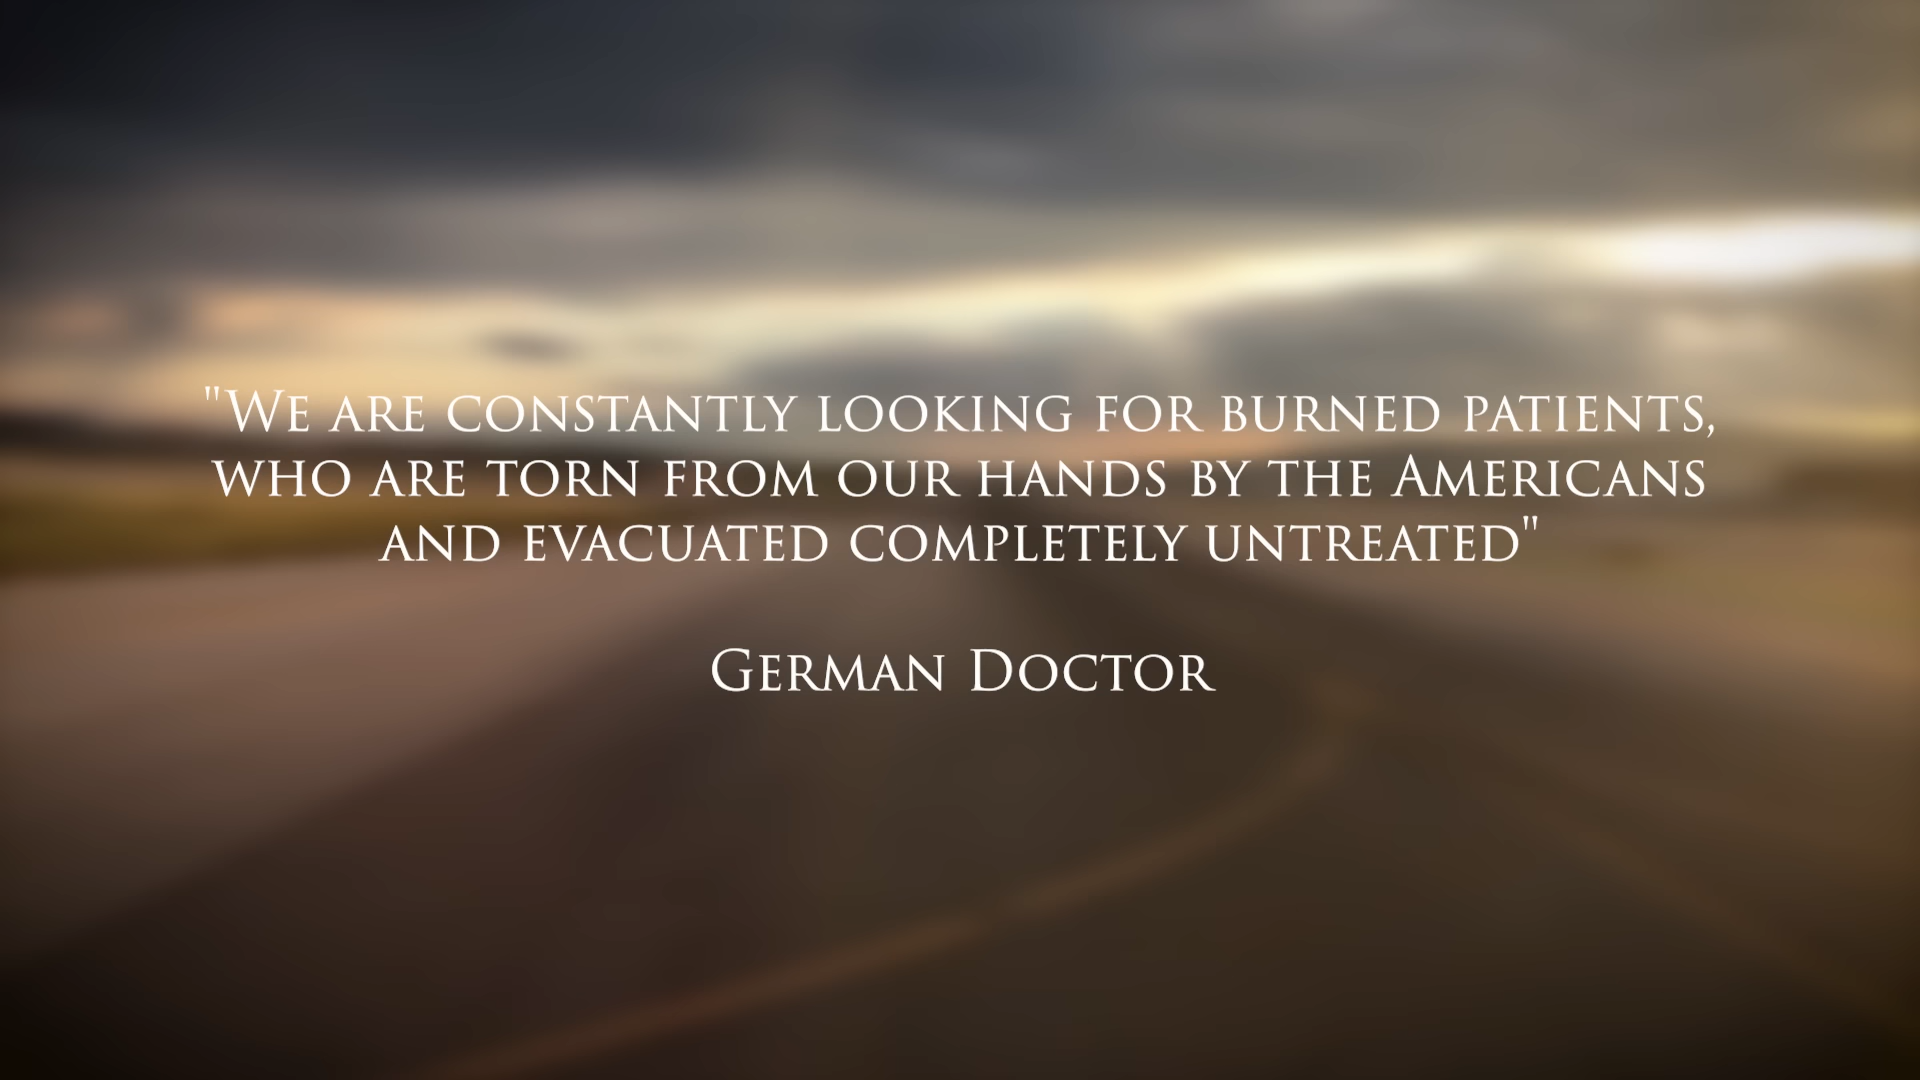 "We are constantly looking for burned patients,
who are torn from our hands by the Americans
and evacuated completely untreated"
German Doctor